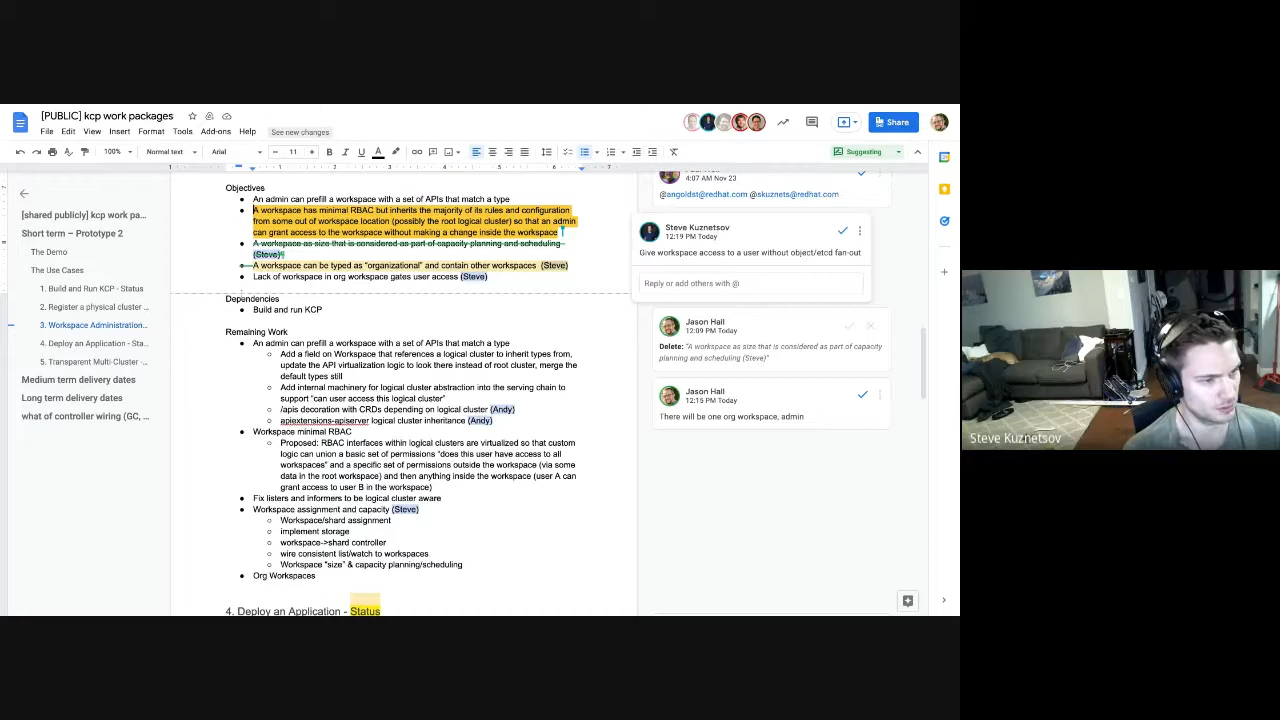 [PUBLIC] kcp work packages
File Edit View Insert Format Tools Add-ons Help See new changes
Share
100% Normal text Arial 11 Suggesting
1 1 2 3 4 5 6 7
[shared publicly] kcp work pa...
Short term – Prototype 2
The Demo
The Use Cases
1. Build and Run KCP - Status
2. Register a physical cluster ...
3. Workspace Administration...
4. Deploy an Application - Sta...
5. Transparent Multi-Cluster -...
Medium term delivery dates
Long term delivery dates
what of controller wiring (GC, ...
Objectives
● An admin can prefill a workspace with a set of APIs that match a type
● A workspace has minimal RBAC but inherits the majority of its rules and configuration
from some out of workspace location (possibly the root logical cluster) so that an admin
can grant access to the workspace without making a change inside the workspace
● A workspace as size that is considered as part of capacity planning and scheduling
(Steve)¶
● A workspace can be typed as “organizational” and contain other workspaces (Steve)
● Lack of workspace in org workspace gates user access (Steve)
Dependencies
● Build and run KCP
Remaining Work
● An admin can prefill a workspace with a set of APIs that match a type
○ Add a field on Workspace that references a logical cluster to inherit types from,
update the API virtualization logic to look there instead of root cluster, merge the
default types still
○ Add internal machinery for logical cluster abstraction into the serving chain to
support “can user access this logical cluster”
○ /apis decoration with CRDs depending on logical cluster (Andy)
○ apiextensions-apiserver logical cluster inheritance (Andy)
● Workspace minimal RBAC
○ Proposed: RBAC interfaces within logical clusters are virtualized so that custom
logic can union a basic set of permissions “does this user have access to all
workspaces” and a specific set of permissions outside the workspace (via some
data in the root workspace) and then anything inside the workspace (user A can
grant access to user B in the workspace)
● Fix listers and informers to be logical cluster aware
● Workspace assignment and capacity (Steve)
○ Workspace/shard assignment
○ implement storage
○ workspace->shard controller
○ wire consistent list/watch to workspaces
○ Workspace “size” & capacity planning/scheduling
● Org Workspaces
4. Deploy an Application - Status
4:07 AM Nov 23
@angoldst@redhat.com @skuznets@redhat.com
Steve Kuznetsov
12:19 PM Today
Give workspace access to a user without object/etcd fan-out
Reply or add others with @
Jason Hall
12:09 PM Today
Delete: “A workspace as size that is considered as part of capacity
planning and scheduling (Steve)”
Jason Hall
12:15 PM Today
There will be one org workspace, admin
Steve Kuznetsov